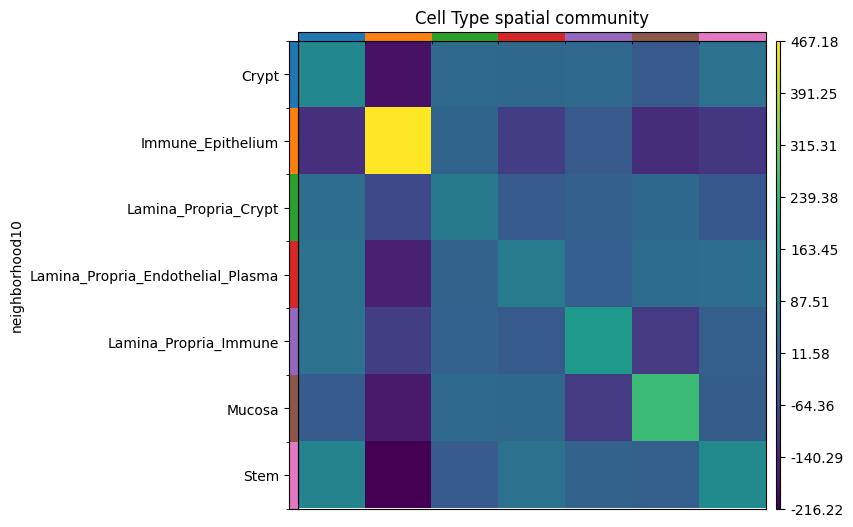 Cell Type spatial community
neighborhood10
Crypt
Immune_Epithelium
Lamina_Propria_Crypt
Lamina_Propria_Endothelial_Plasma
Lamina_Propria_Immune
Mucosa
Stem
467.18
391.25
315.31
239.38
163.45
87.51
11.58
-64.36
-140.29
-216.22